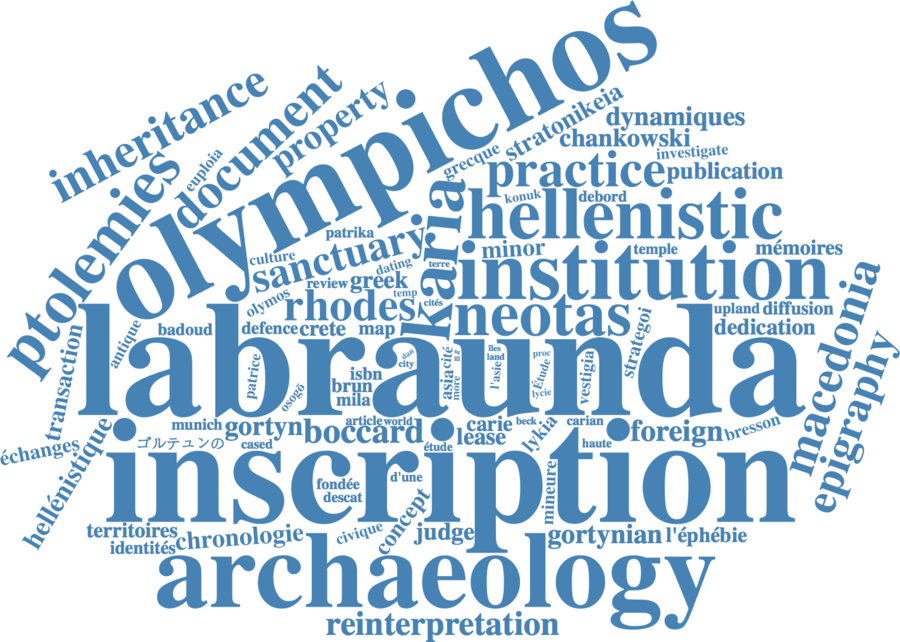 olympichos
inheritance
document
property
euploia
ptolemies
grecque
stratonikeia
dynamiques
chankowski
investigate
practice
publication
konuk
debord
hellenistic
patrika
karia
culture
sanctuary
dating
terre
minor
temple
mémoires
institution
review
greek
temp
olymos
rhodes
cités
neotas
upland
diffusion
dedication
strategoi
macedonia
epigraphy
antique
badoud
defence
crete
map
transaction
labraunda
patrice
osogō
isbn
brun
mila
dan
city
asia
cité
more
îles
land
l'asie
proc
Étude
lycie
vestigia
échanges
hellénistique
munich
gortyn
ゴルテュンの
cased
article
world
boccard
étude
carie
lease
beck
lykia
carian
haute
foreign
bresson
inscription
fondée
descat
d'une
mineure
territoires
identités
chronologie
civique
concept
judge
gortynian
l'éphébie
archaeology
reinterpretation